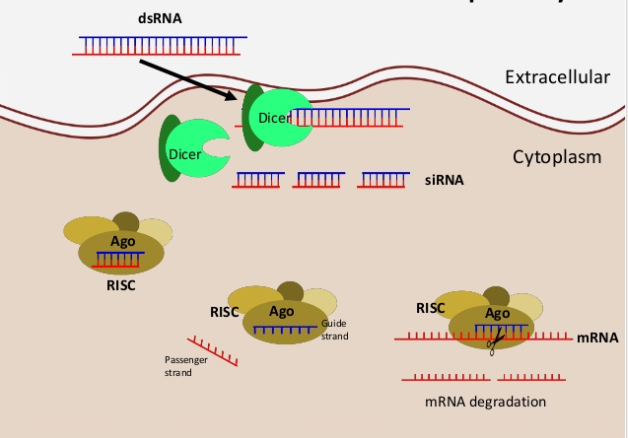 dsRNA
Extracellular
Dicer
Dicer
Cytoplasm
siRNA
Ago
RISC
RISC
Ago
Guide
strand
Passenger
strand
RISC
Ago
mRNA
mRNA degradation